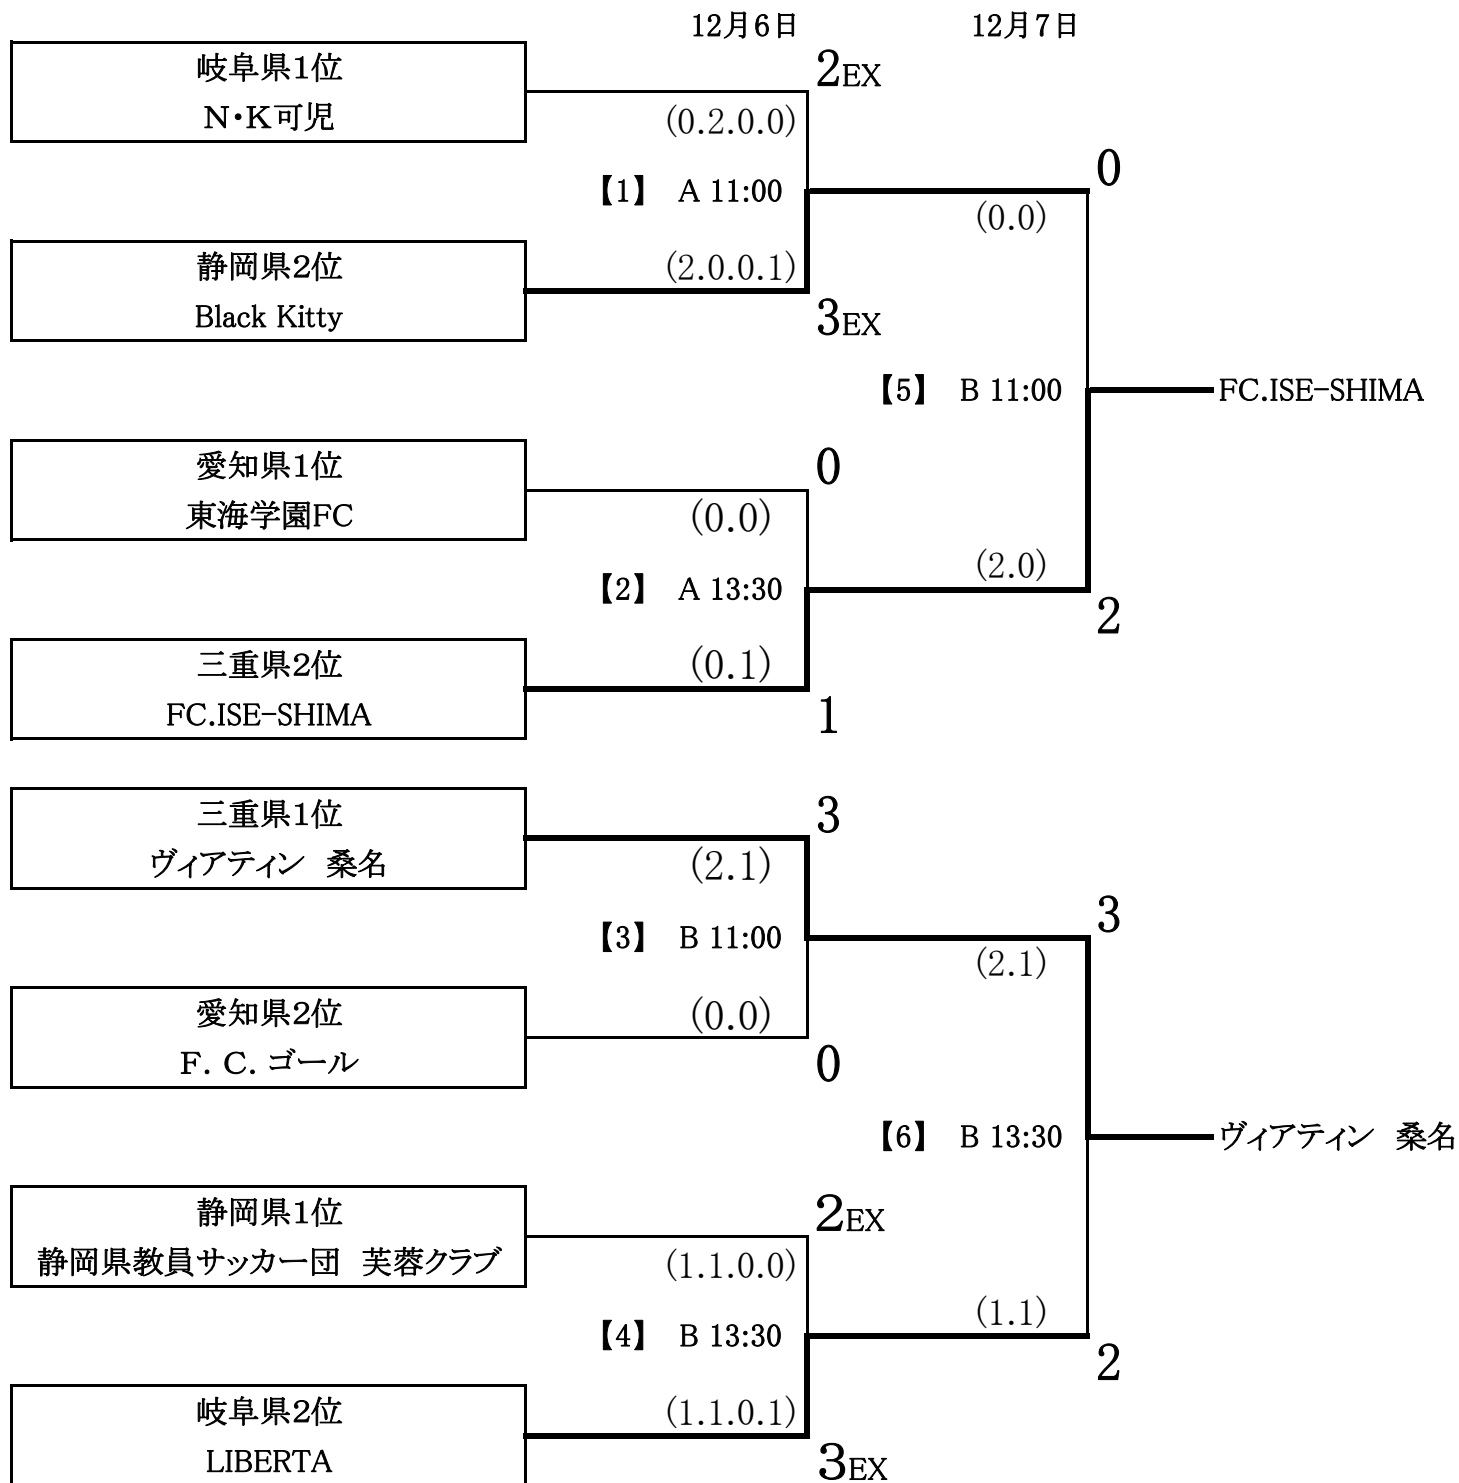 12月6日
12月7日
岐阜県1位
N・K可児
2EX
(0.2.0.0)
【1】 A 11:00
0
(0.0)
静岡県2位
Black Kitty
(2.0.0.1)
3EX
【5】 B 11:00
FC.ISE-SHIMA
愛知県1位
東海学園FC
0
(0.0)
【2】 A 13:30
(2.0)
2
三重県2位
FC.ISE-SHIMA
(0.1)
1
三重県1位
ヴィアティン 桑名
3
(2.1)
【3】 B 11:00
3
(2.1)
愛知県2位
F. C. ゴール
(0.0)
0
【6】 B 13:30
ヴィアティン 桑名
静岡県1位
静岡県教員サッカー団 芙蓉クラブ
2EX
(1.1.0.0)
【4】 B 13:30
(1.1)
2
岐阜県2位
LIBERTA
(1.1.0.1)
3EX